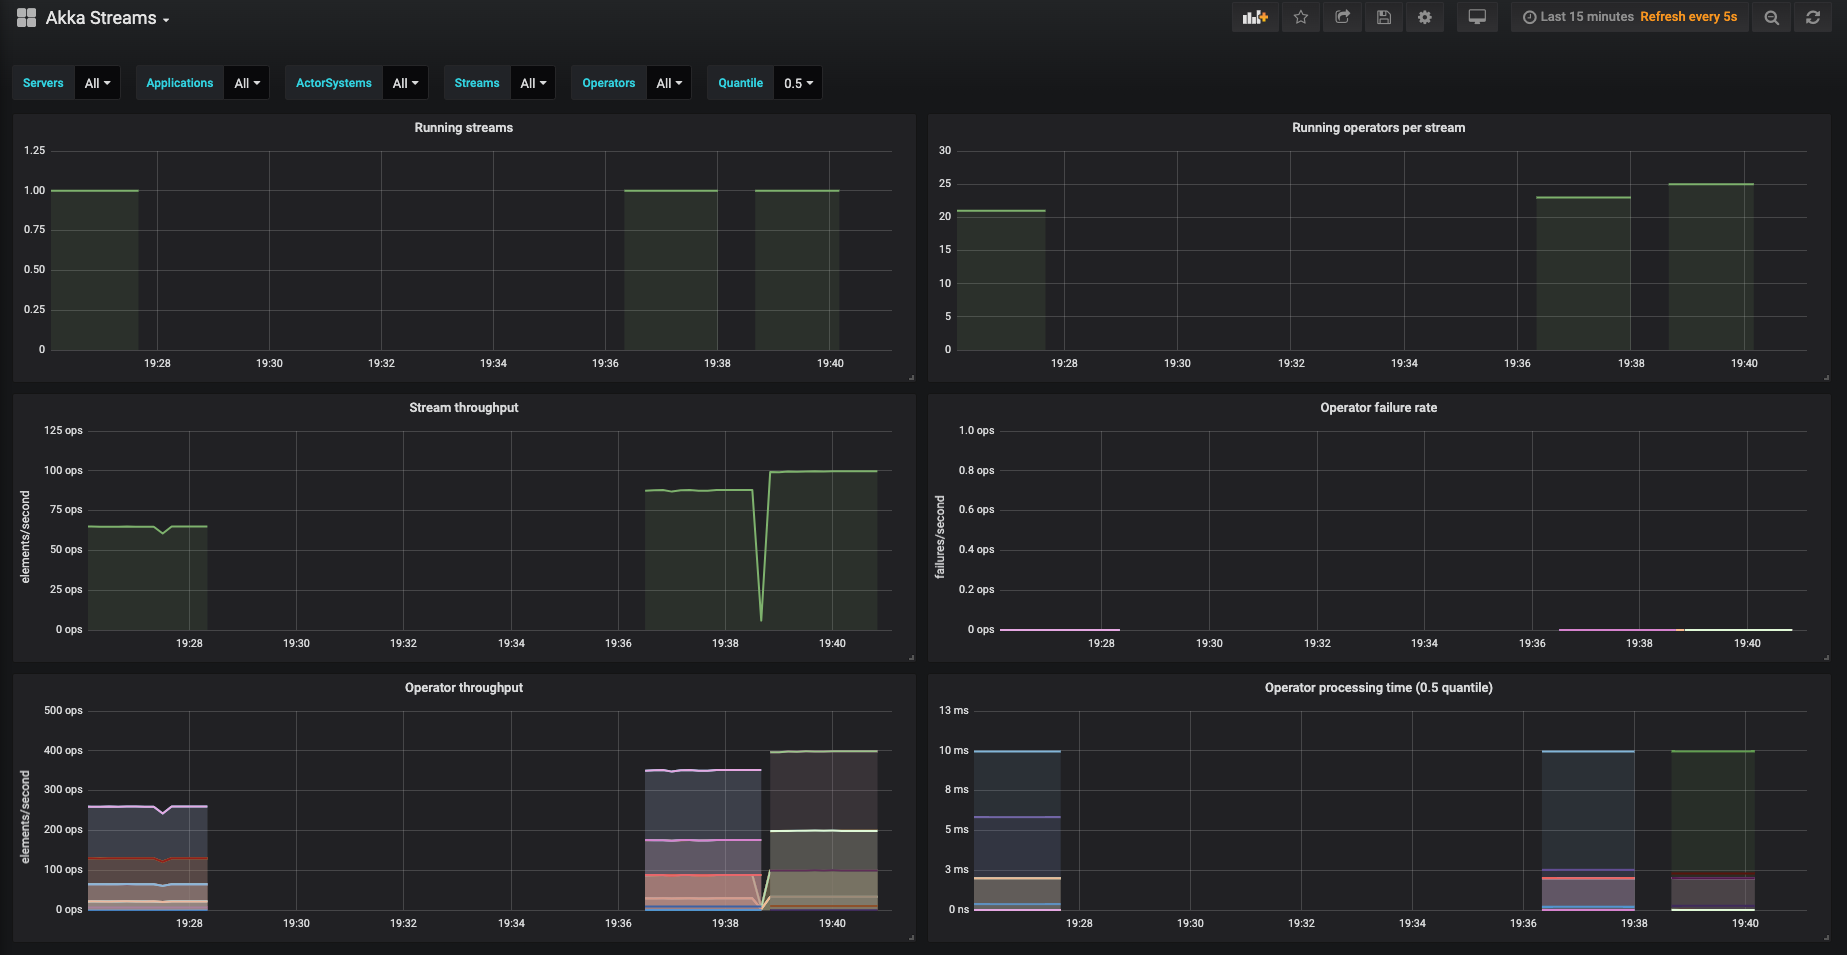 Akka Streams
Last 15 minutes Refresh every 5s
Servers All Applications All ActorSystems All Streams All Operators All Quantile 0.5
Running streams
1.25
1.00
0.75
0.50
0.25
0
19:28 19:30 19:32 19:34 19:36 19:38 19:40
Running operators per stream
30
25
20
15
10
5
0
19:28 19:30 19:32 19:34 19:36 19:38 19:40
Stream throughput
elements/second
125 ops
100 ops
75 ops
50 ops
25 ops
0 ops
19:28 19:30 19:32 19:34 19:36 19:38 19:40
Operator failure rate
failures/second
1.0 ops
0.8 ops
0.6 ops
0.4 ops
0.2 ops
0 ops
19:28 19:30 19:32 19:34 19:36 19:38 19:40
Operator throughput
elements/second
500 ops
400 ops
300 ops
200 ops
100 ops
0 ops
19:28 19:30 19:32 19:34 19:36 19:38 19:40
Operator processing time (0.5 quantile)
13 ms
10 ms
8 ms
5 ms
3 ms
0 ns
19:28 19:30 19:32 19:34 19:36 19:38 19:40